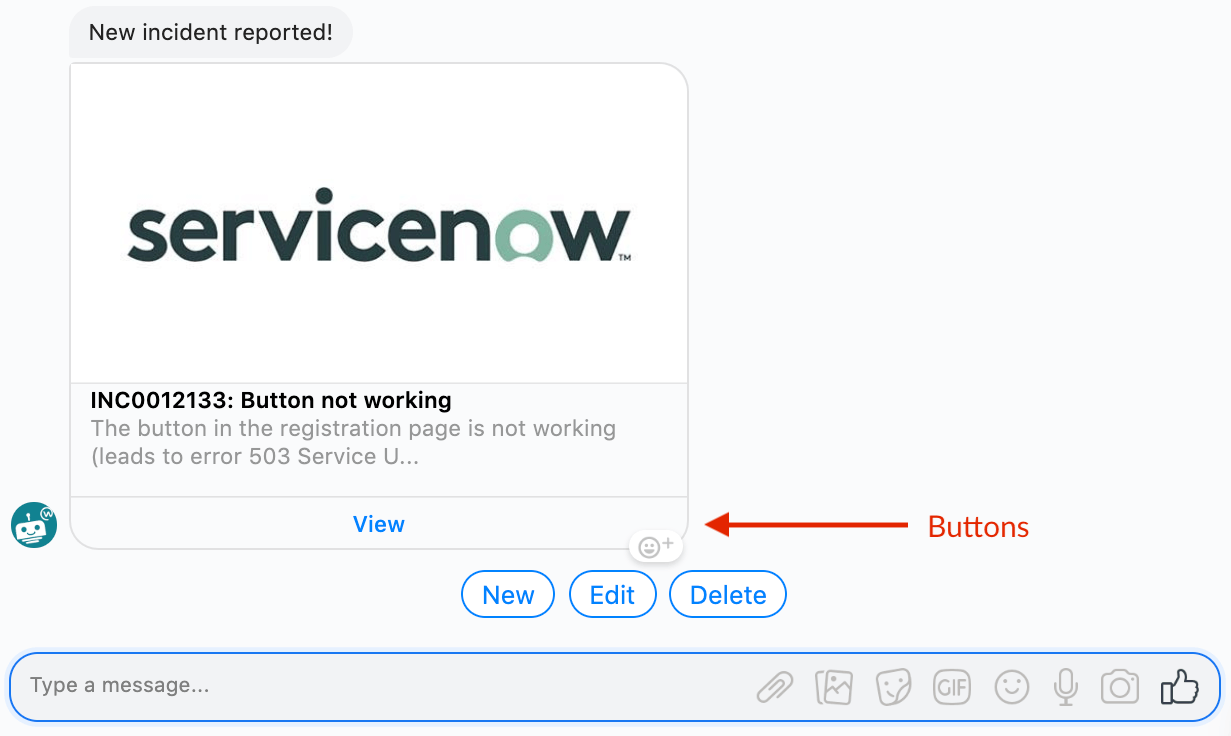 New incident reported!
servicenow™
INC0012133: Button not working
The button in the registration page is not working
(leads to error 503 Service U...
W
View
Buttons
New Edit Delete
Type a message...
GIF